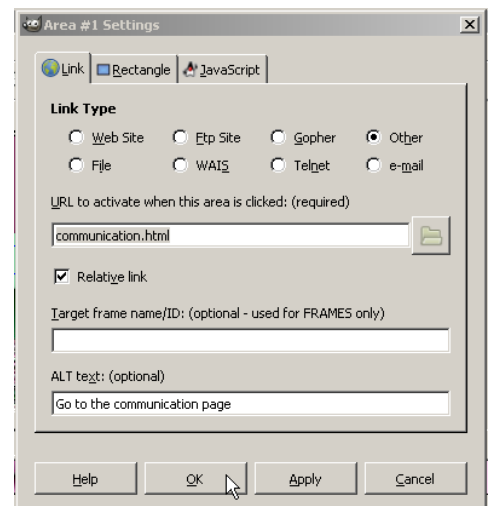 Area #1 Settings
Link Rectangle JavaScript
Link Type
Web Site Ftp Site Gopher Other
File WAIS Telnet e-mail
URL to activate when this area is clicked: (required)
communication.html
Relative link
Target frame name/ID: (optional - used for FRAMES only)
ALT text: (optional)
Go to the communication page
Help OK Apply Cancel